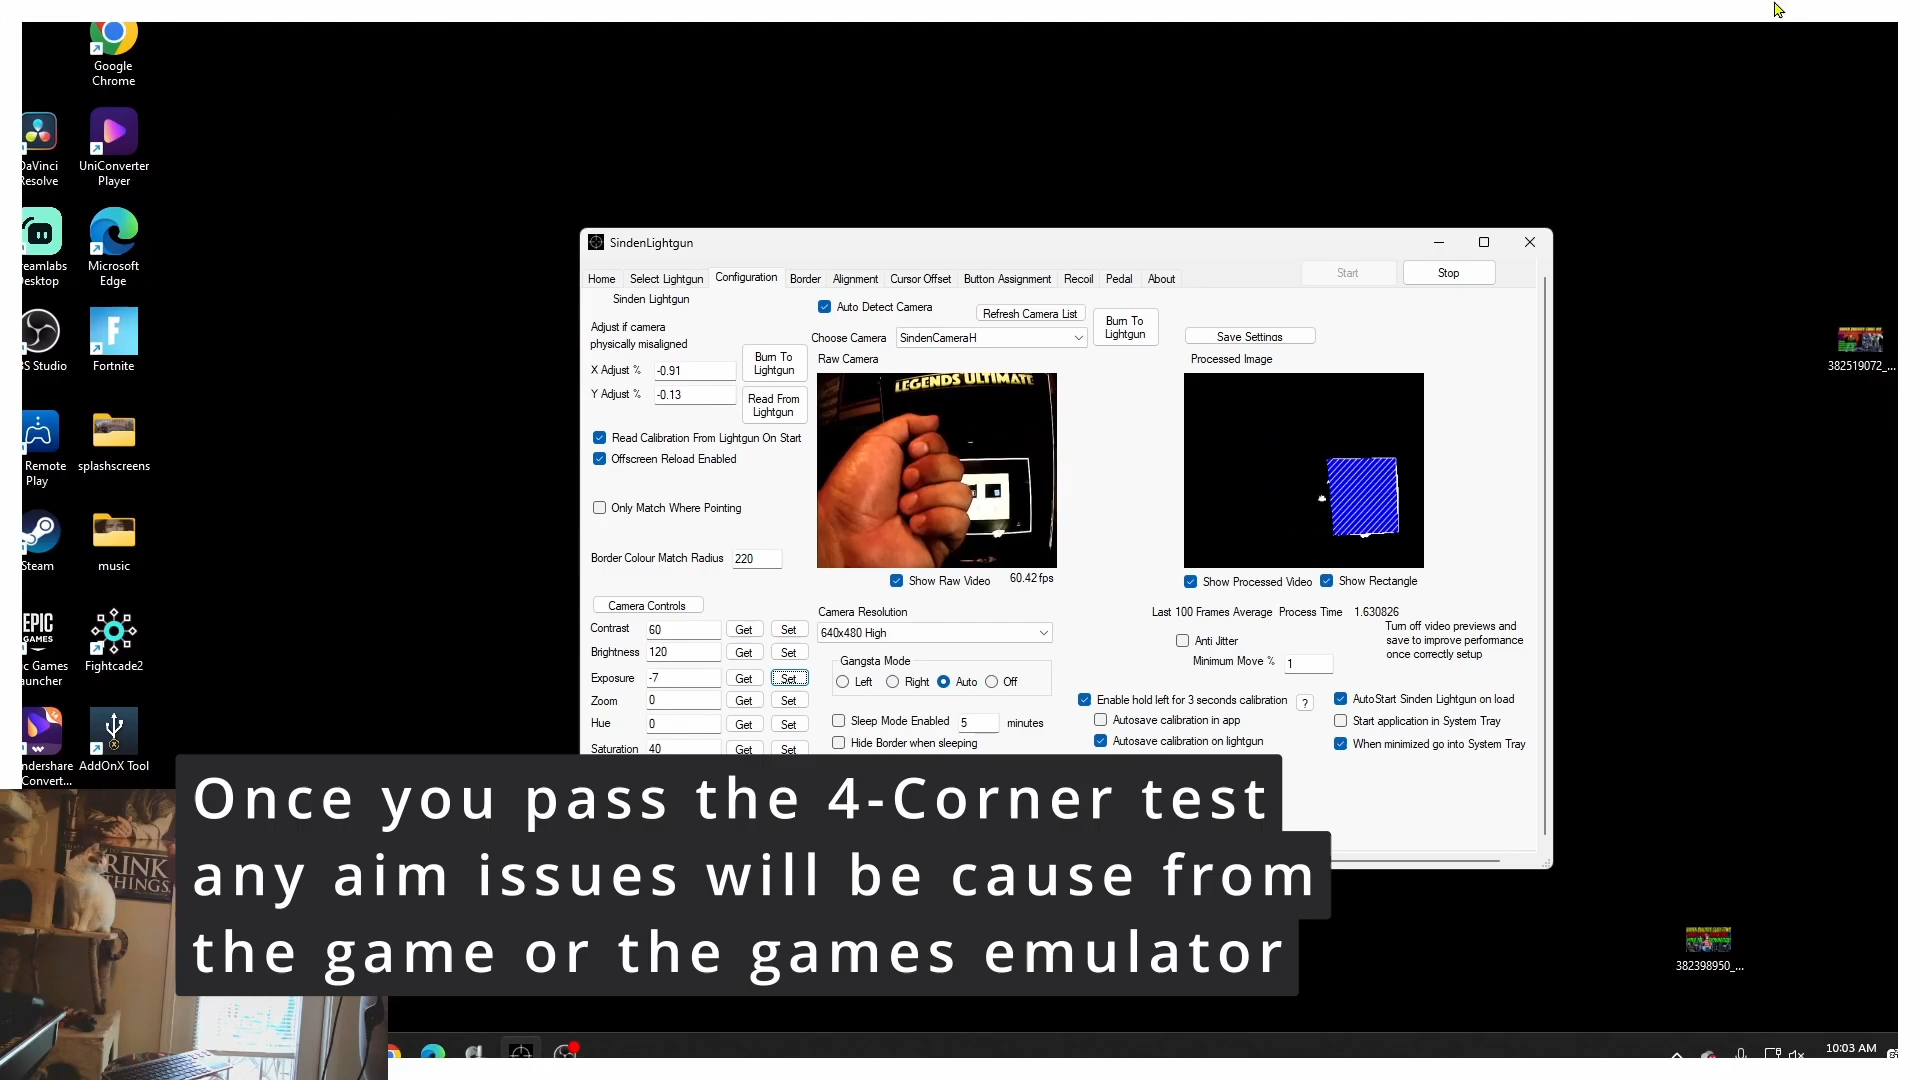 Google
Chrome
DaVinci
Resolve
UniConverter
Player
Microsoft
Edge
Fortnite
Remote
Play
splashscreens
Steam
music
EPIC
GAMES
Fightcade2
AddOnX Tool
Convert...
SindenLightgun
Home
Select Lightgun
Configuration
Border
Alignment
Cursor Offset
Button Assignment
Recoil
Pedal
About
Start
Stop
Sinden Lightgun
Adjust if camera
physically misaligned
X Adjust %
-0.91
Y Adjust %
-0.13
Burn To
Lightgun
Read From
Lightgun
Read Calibration From Lightgun On Start
Offscreen Reload Enabled
Only Match Where Pointing
Border Colour Match Radius
220
Auto Detect Camera
Refresh Camera List
Choose Camera
SindenCameraH
Burn To
Lightgun
Save Settings
Raw Camera
LEGENDS ULTIMATE
Processed Image
Show Raw Video
60.42 fps
Show Processed Video
Show Rectangle
Camera Controls
Contrast
60
Get
Set
Brightness
120
Get
Set
Exposure
-7
Get
Set
Zoom
0
Get
Set
Hue
0
Get
Set
Saturation
40
Get
Set
Camera Resolution
640x480 High
Gangsta Mode
Left
Right
Auto
Off
Sleep Mode Enabled
5
minutes
Hide Border when sleeping
Last 100 Frames Average Process Time 1.630826
Turn off video previews and
save to improve performance
once correctly setup
Anti Jitter
Minimum Move %
1
Enable hold left for 3 seconds calibration
?
Autosave calibration in app
Autosave calibration on lightgun
AutoStart Sinden Lightgun on load
Start application in System Tray
When minimized go into System Tray
382519072_...
382398950_...
Once you pass the 4-Corner test
any aim issues will be cause from
the game or the games emulator
10:03 AM